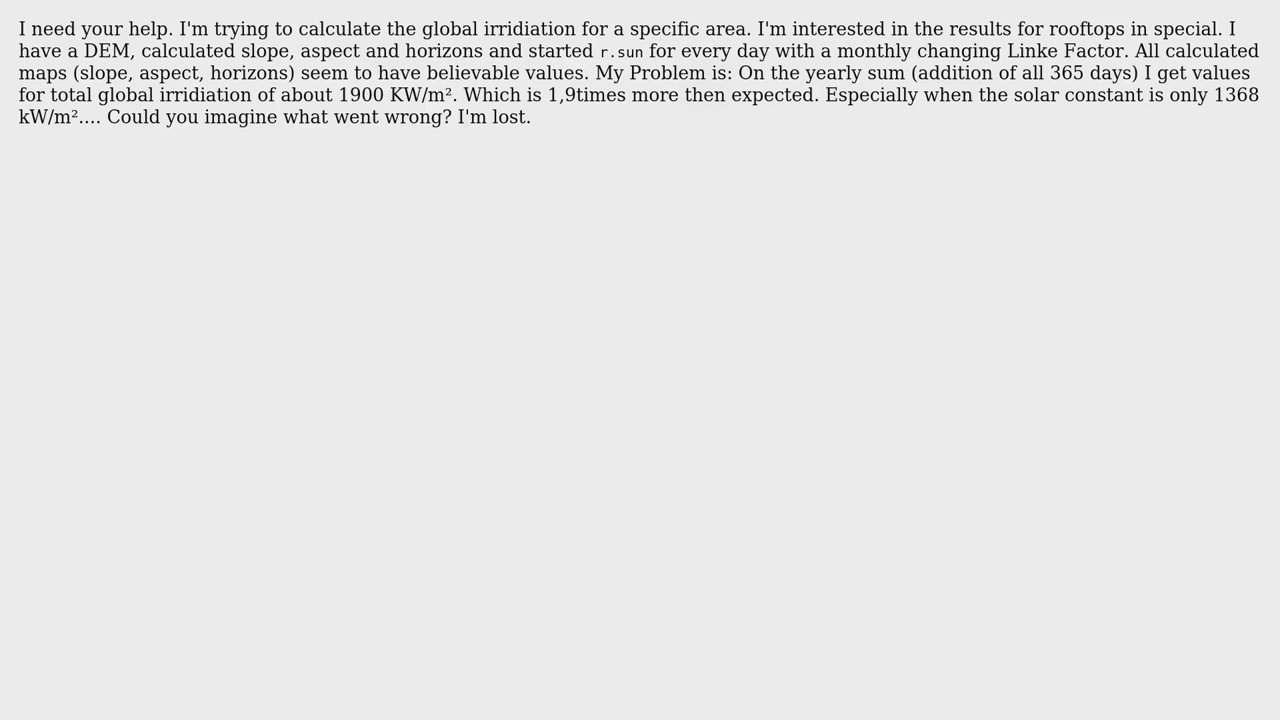 I need your help. I'm trying to calculate the global irridiation for a specific area. I'm interested in the results for rooftops in special. I
have a DEM, calculated slope, aspect and horizons and started r.sun for every day with a monthly changing Linke Factor. All calculated
maps (slope, aspect, horizons) seem to have believable values. My Problem is: On the yearly sum (addition of all 365 days) I get values
for total global irridiation of about 1900 KW/m². Which is 1,9times more then expected. Especially when the solar constant is only 1368
kW/m².... Could you imagine what went wrong? I'm lost.